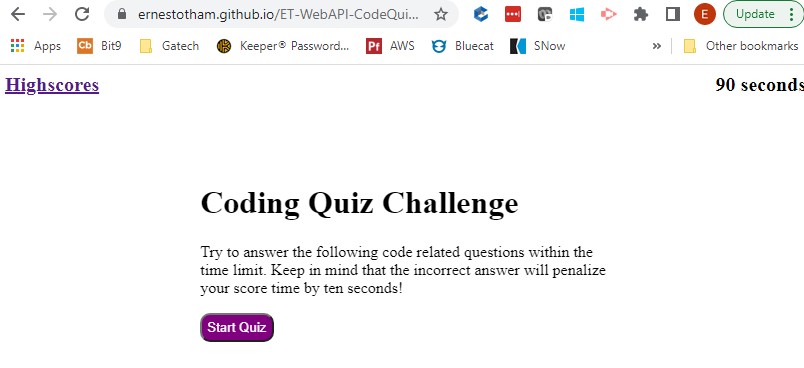 ernestotham.github.io/ET-WebAPI-CodeQui...
E
Update
Apps
Cb Bit9
Gatech
Keeper® Password...
Pf AWS
Bluecat
SNow
»
Other bookmarks
Highscores
90 seconds
Coding Quiz Challenge
Try to answer the following code related questions within the
time limit. Keep in mind that the incorrect answer will penalize
your score time by ten seconds!
Start Quiz